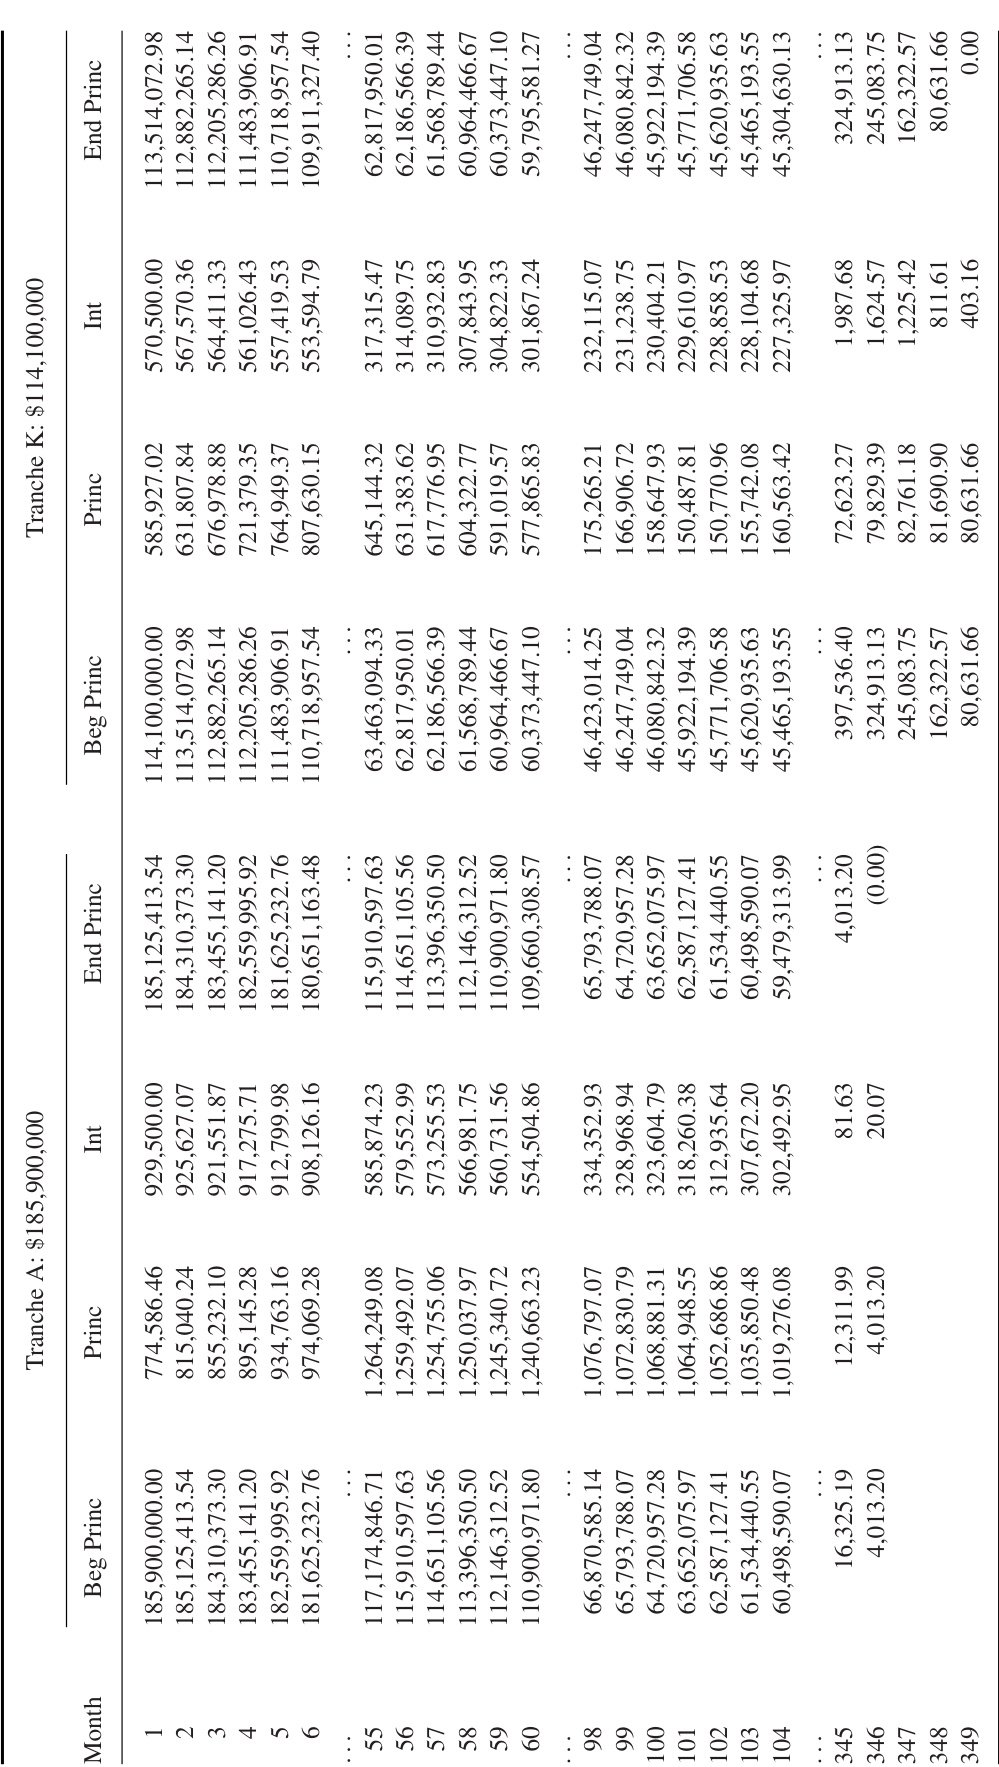 Tranche A: $185,900,000 Tranche K: $114,100,000
Month Beg Princ Princ Int End Princ Beg Princ Princ Int End Princ
1 185,900,000.00 774,586.46 929,500.00 185,125,413.54 114,100,000.00 585,927.02 570,500.00 113,514,072.98
2 185,125,413.54 815,040.24 925,627.07 184,310,373.30 113,514,072.98 631,807.84 567,570.36 112,882,265.14
3 184,310,373.30 855,232.10 921,551.87 183,455,141.20 112,882,265.14 676,978.88 564,411.33 112,205,286.26
4 183,455,141.20 895,145.28 917,275.71 182,559,995.92 112,205,286.26 721,379.35 561,026.43 111,483,906.91
5 182,559,995.92 934,763.16 912,799.98 181,625,232.76 111,483,906.91 764,949.37 557,419.53 110,718,957.54
6 181,625,232.76 974,069.28 908,126.16 180,651,163.48 110,718,957.54 807,630.15 553,594.79 109,911,327.40
... ... ... ... ...
55 117,174,846.71 1,264,249.08 585,874.23 115,910,597.63 63,463,094.33 645,144.32 317,315.47 62,817,950.01
56 115,910,597.63 1,259,492.07 579,552.99 114,651,105.56 62,817,950.01 631,383.62 314,089.75 62,186,566.39
57 114,651,105.56 1,254,755.06 573,255.53 113,396,350.50 62,186,566.39 617,776.95 310,932.83 61,568,789.44
58 113,396,350.50 1,250,037.97 566,981.75 112,146,312.52 61,568,789.44 604,322.77 307,843.95 60,964,466.67
59 112,146,312.52 1,245,340.72 560,731.56 110,900,971.80 60,964,466.67 591,019.57 304,822.33 60,373,447.10
60 110,900,971.80 1,240,663.23 554,504.86 109,660,308.57 60,373,447.10 577,865.83 301,867.24 59,795,581.27
... ... ... ... ...
98 66,870,585.14 1,076,797.07 334,352.93 65,793,788.07 46,423,014.25 175,265.21 232,115.07 46,247,749.04
99 65,793,788.07 1,072,830.79 328,968.94 64,720,957.28 46,247,749.04 166,906.72 231,238.75 46,080,842.32
100 64,720,957.28 1,068,881.31 323,604.79 63,652,075.97 46,080,842.32 158,647.93 230,404.21 45,922,194.39
101 63,652,075.97 1,064,948.55 318,260.38 62,587,127.41 45,922,194.39 150,487.81 229,610.97 45,771,706.58
102 62,587,127.41 1,052,686.86 312,935.64 61,534,440.55 45,771,706.58 150,770.96 228,858.53 45,620,935.63
103 61,534,440.55 1,035,850.48 307,672.20 60,498,590.07 45,620,935.63 155,742.08 228,104.68 45,465,193.55
104 60,498,590.07 1,019,276.08 302,492.95 59,479,313.99 45,465,193.55 160,563.42 227,325.97 45,304,630.13
... ... ... ... ...
345 16,325.19 12,311.99 81.63 4,013.20 397,536.40 72,623.27 1,987.68 324,913.13
346 4,013.20 4,013.20 20.07 (0.00) 324,913.13 79,829.39 1,624.57 245,083.75
347 245,083.75 82,761.18 1,225.42 162,322.57
348 162,322.57 81,690.90 811.61 80,631.66
349 80,631.66 80,631.66 403.16 0.00